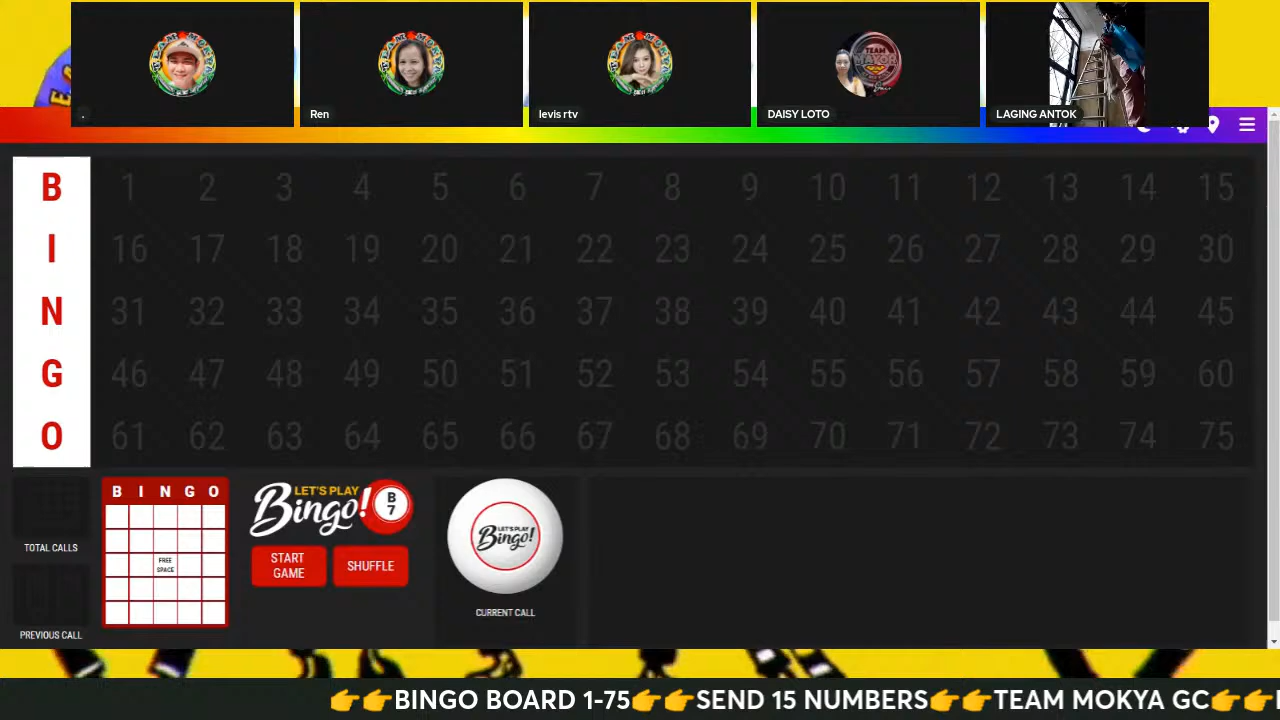 .
Ren
levis rtv
DAISY LOTO
LAGING ANTOK
B 1 2 3 4 5 6 7 8 9 10 11 12 13 14 15
I 16 17 18 19 20 21 22 23 24 25 26 27 28 29 30
N 31 32 33 34 35 36 37 38 39 40 41 42 43 44 45
G 46 47 48 49 50 51 52 53 54 55 56 57 58 59 60
O 61 62 63 64 65 66 67 68 69 70 71 72 73 74 75
TOTAL CALLS
PREVIOUS CALL
B I N G O
FREE
SPACE
LET'S PLAY
Bingo!
B
7
START
GAME
SHUFFLE
LET'S PLAY
Bingo!
CURRENT CALL
👉👉BINGO BOARD 1-75👉👉SEND 15 NUMBERS👉👉TEAM MOKYA GC👉👉